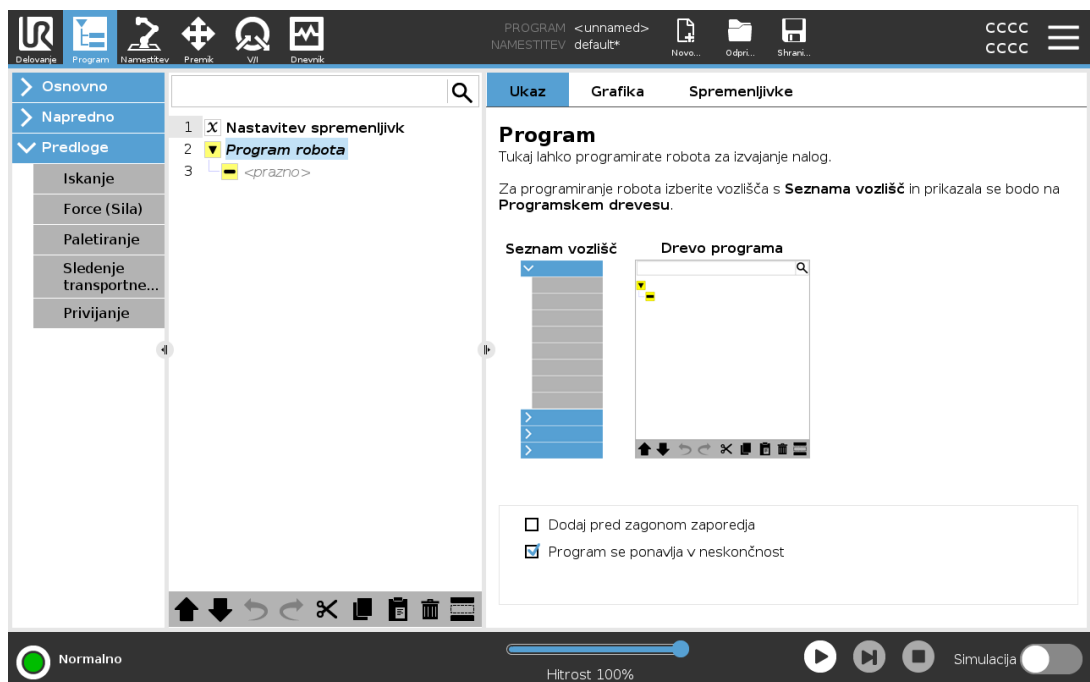 UR
Delovanje
Program
Namestitev
Premik
V/I
Dnevnik
PROGRAM <unnamed>
NAMESTITEV default*
Novo...
Odpri...
Shrani...
cccc
cccc
Osnovno
Napredno
Predloge
Iskanje
Force (Sila)
Paletiranje
Sledenje
transportne...
Privijanje
1 x Nastavitev spremenljivk
2 Program robota
3 <prazno>
Ukaz Grafika Spremenljivke
Program
Tukaj lahko programirate robota za izvajanje nalog.
Za programiranje robota izberite vozlišča s Seznama vozlišč in prikazala se bodo na
Programskem drevesu.
Seznam vozlišč
Drevo programa
Dodaj pred zagonom zaporedja
Program se ponavlja v neskončnost
Normalno
Hitrost 100%
Simulacija